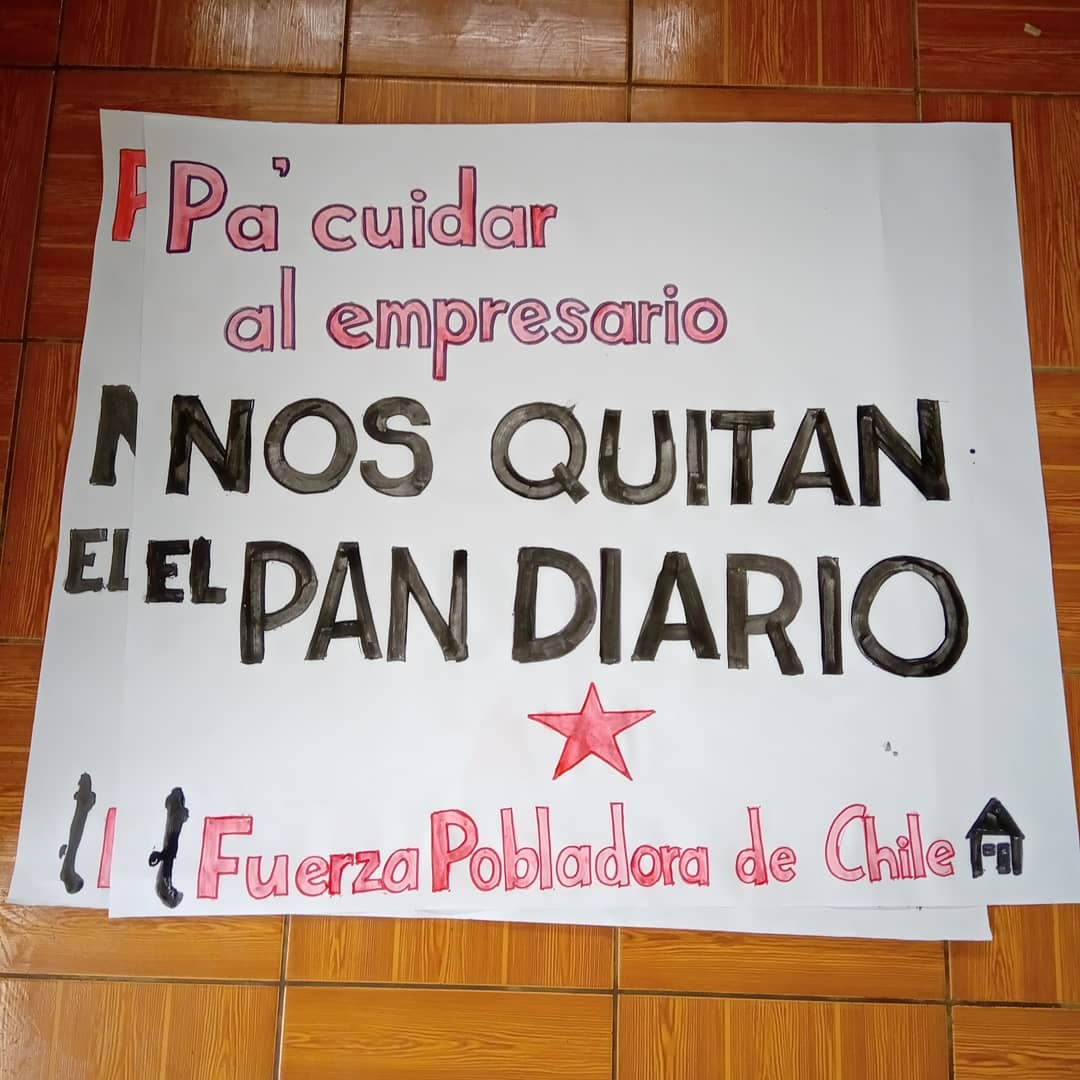 Pa' cuidar
al empresario
NOS QUITAN
EL PAN DIARIO
Fuerza Pobladora de Chile